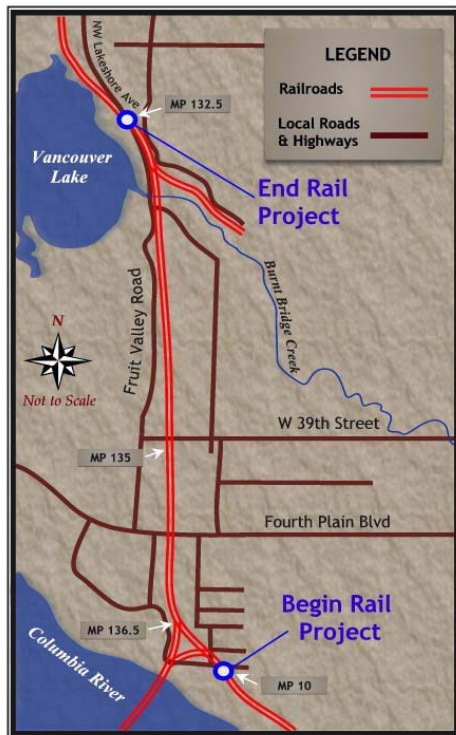 NW Lakeshore Ave
MP 132.5
LEGEND
Railroads
Local Roads
& Highways
Vancouver
Lake
End Rail
Project
Burnt Bridge Creek
Fruit Valley Road
N
Not to Scale
W 39th Street
MP 135
Fourth Plain Blvd
Begin Rail
Project
MP 136.5
Columbia River
MP 10